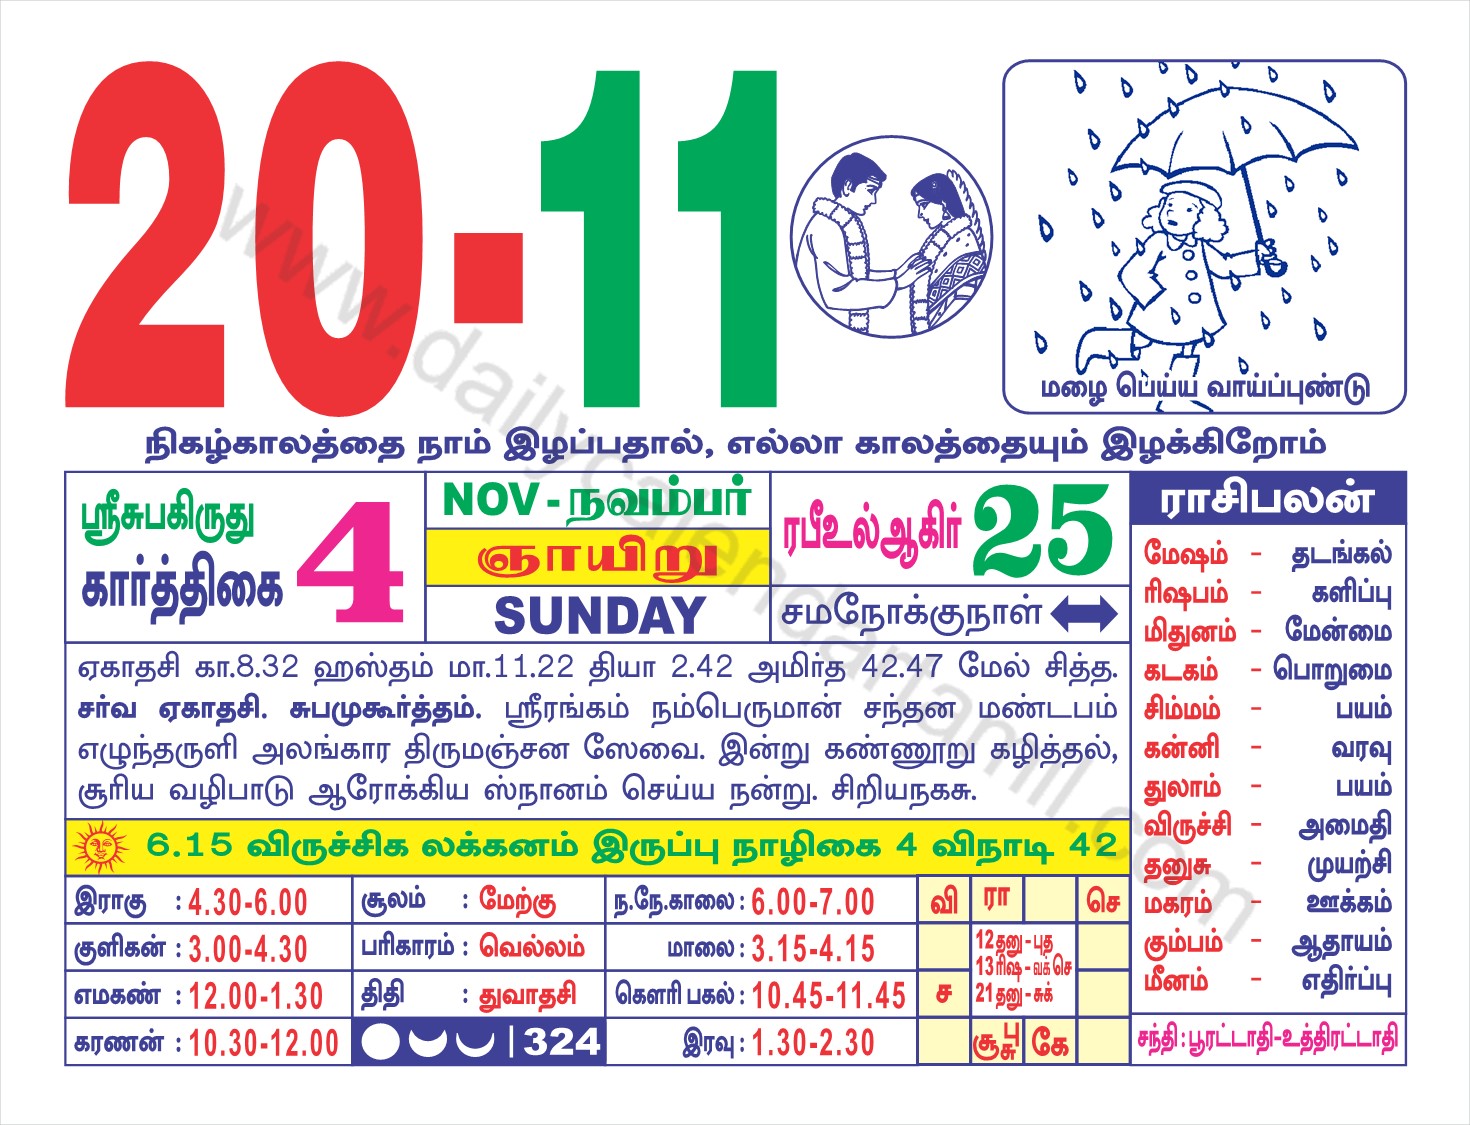 20-11
மழை பெய்ய வாய்ப்புண்டு
நிகழ்காலத்தை நாம் இழப்பதால், எல்லா காலத்தையும் இழக்கிறோம்
ஸ்ரீசுபகிருது
கார்த்திகை 4
NOV - நவம்பர்
ஞாயிறு
SUNDAY
ரபீஉல்ஆகிர் 25
சமநோக்குநாள்
ஏகாதசி கா.8.32 ஹஸ்தம் மா.11.22 தியா 2.42 அமிர்த 42.47 மேல் சித்த.
சர்வ ஏகாதசி. சுபமுகூர்த்தம். ஸ்ரீரங்கம் நம்பெருமான் சந்தன மண்டபம்
எழுந்தருளி அலங்கார திருமஞ்சன ஸேவை. இன்று கண்ணூறு கழித்தல்,
சூரிய வழிபாடு ஆரோக்கிய ஸ்நானம் செய்ய நன்று. சிறியநகசு.
6.15 விருச்சிக லக்கனம் இருப்பு நாழிகை 4 விநாடி 42
இராகு : 4.30-6.00 சூலம் : மேற்கு ந.நே.காலை : 6.00-7.00
குளிகன் : 3.00-4.30 பரிகாரம் : வெல்லம் மாலை : 3.15-4.15
எமகண் : 12.00-1.30 திதி : துவாதசி கௌரி பகல் : 10.45-11.45
கரணன் : 10.30-12.00 | 324 இரவு : 1.30-2.30
வி ரா செ
12 தனு - புத
13 ரிஷ - வக் செ
ச 21 தனு - சுக்
சூ பு சு கே
ராசிபலன்
மேஷம் - தடங்கல்
ரிஷபம் - களிப்பு
மிதுனம் - மேன்மை
கடகம் - பொறுமை
சிம்மம் - பயம்
கன்னி - வரவு
துலாம் - பயம்
விருச்சி - அமைதி
தனுசு - முயற்சி
மகரம் - ஊக்கம்
கும்பம் - ஆதாயம்
மீனம் - எதிர்ப்பு
சந்தி : பூரட்டாதி-உத்திரட்டாதி
www.dailycalendartamil.com